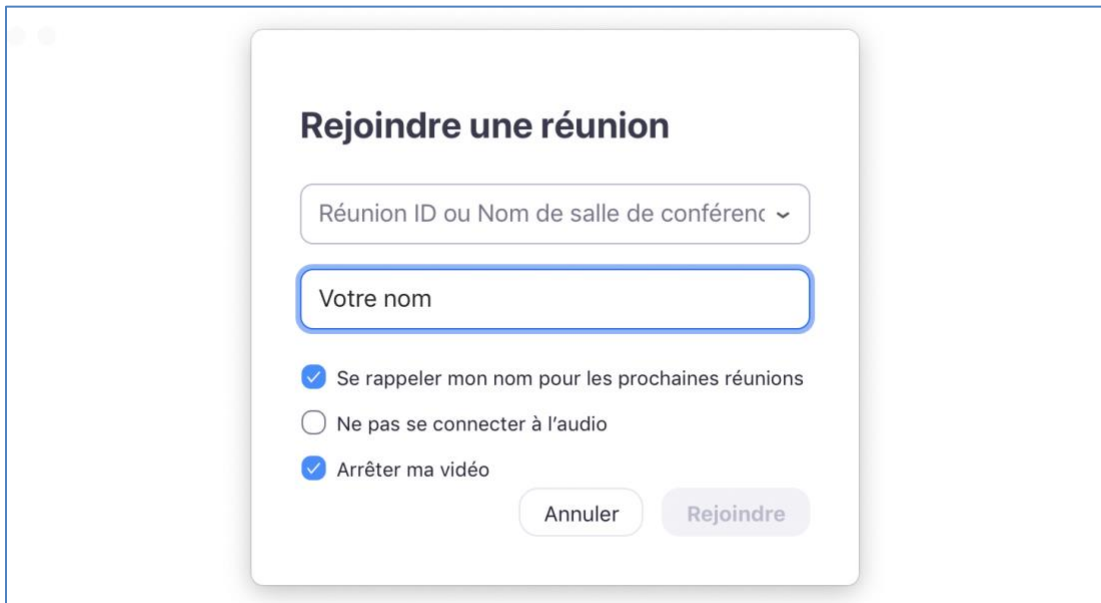 Rejoindre une réunion
Réunion ID ou Nom de salle de conférenc
Votre nom
Se rappeler mon nom pour les prochaines réunions
Ne pas se connecter à l'audio
Arrêter ma vidéo
Annuler Rejoindre